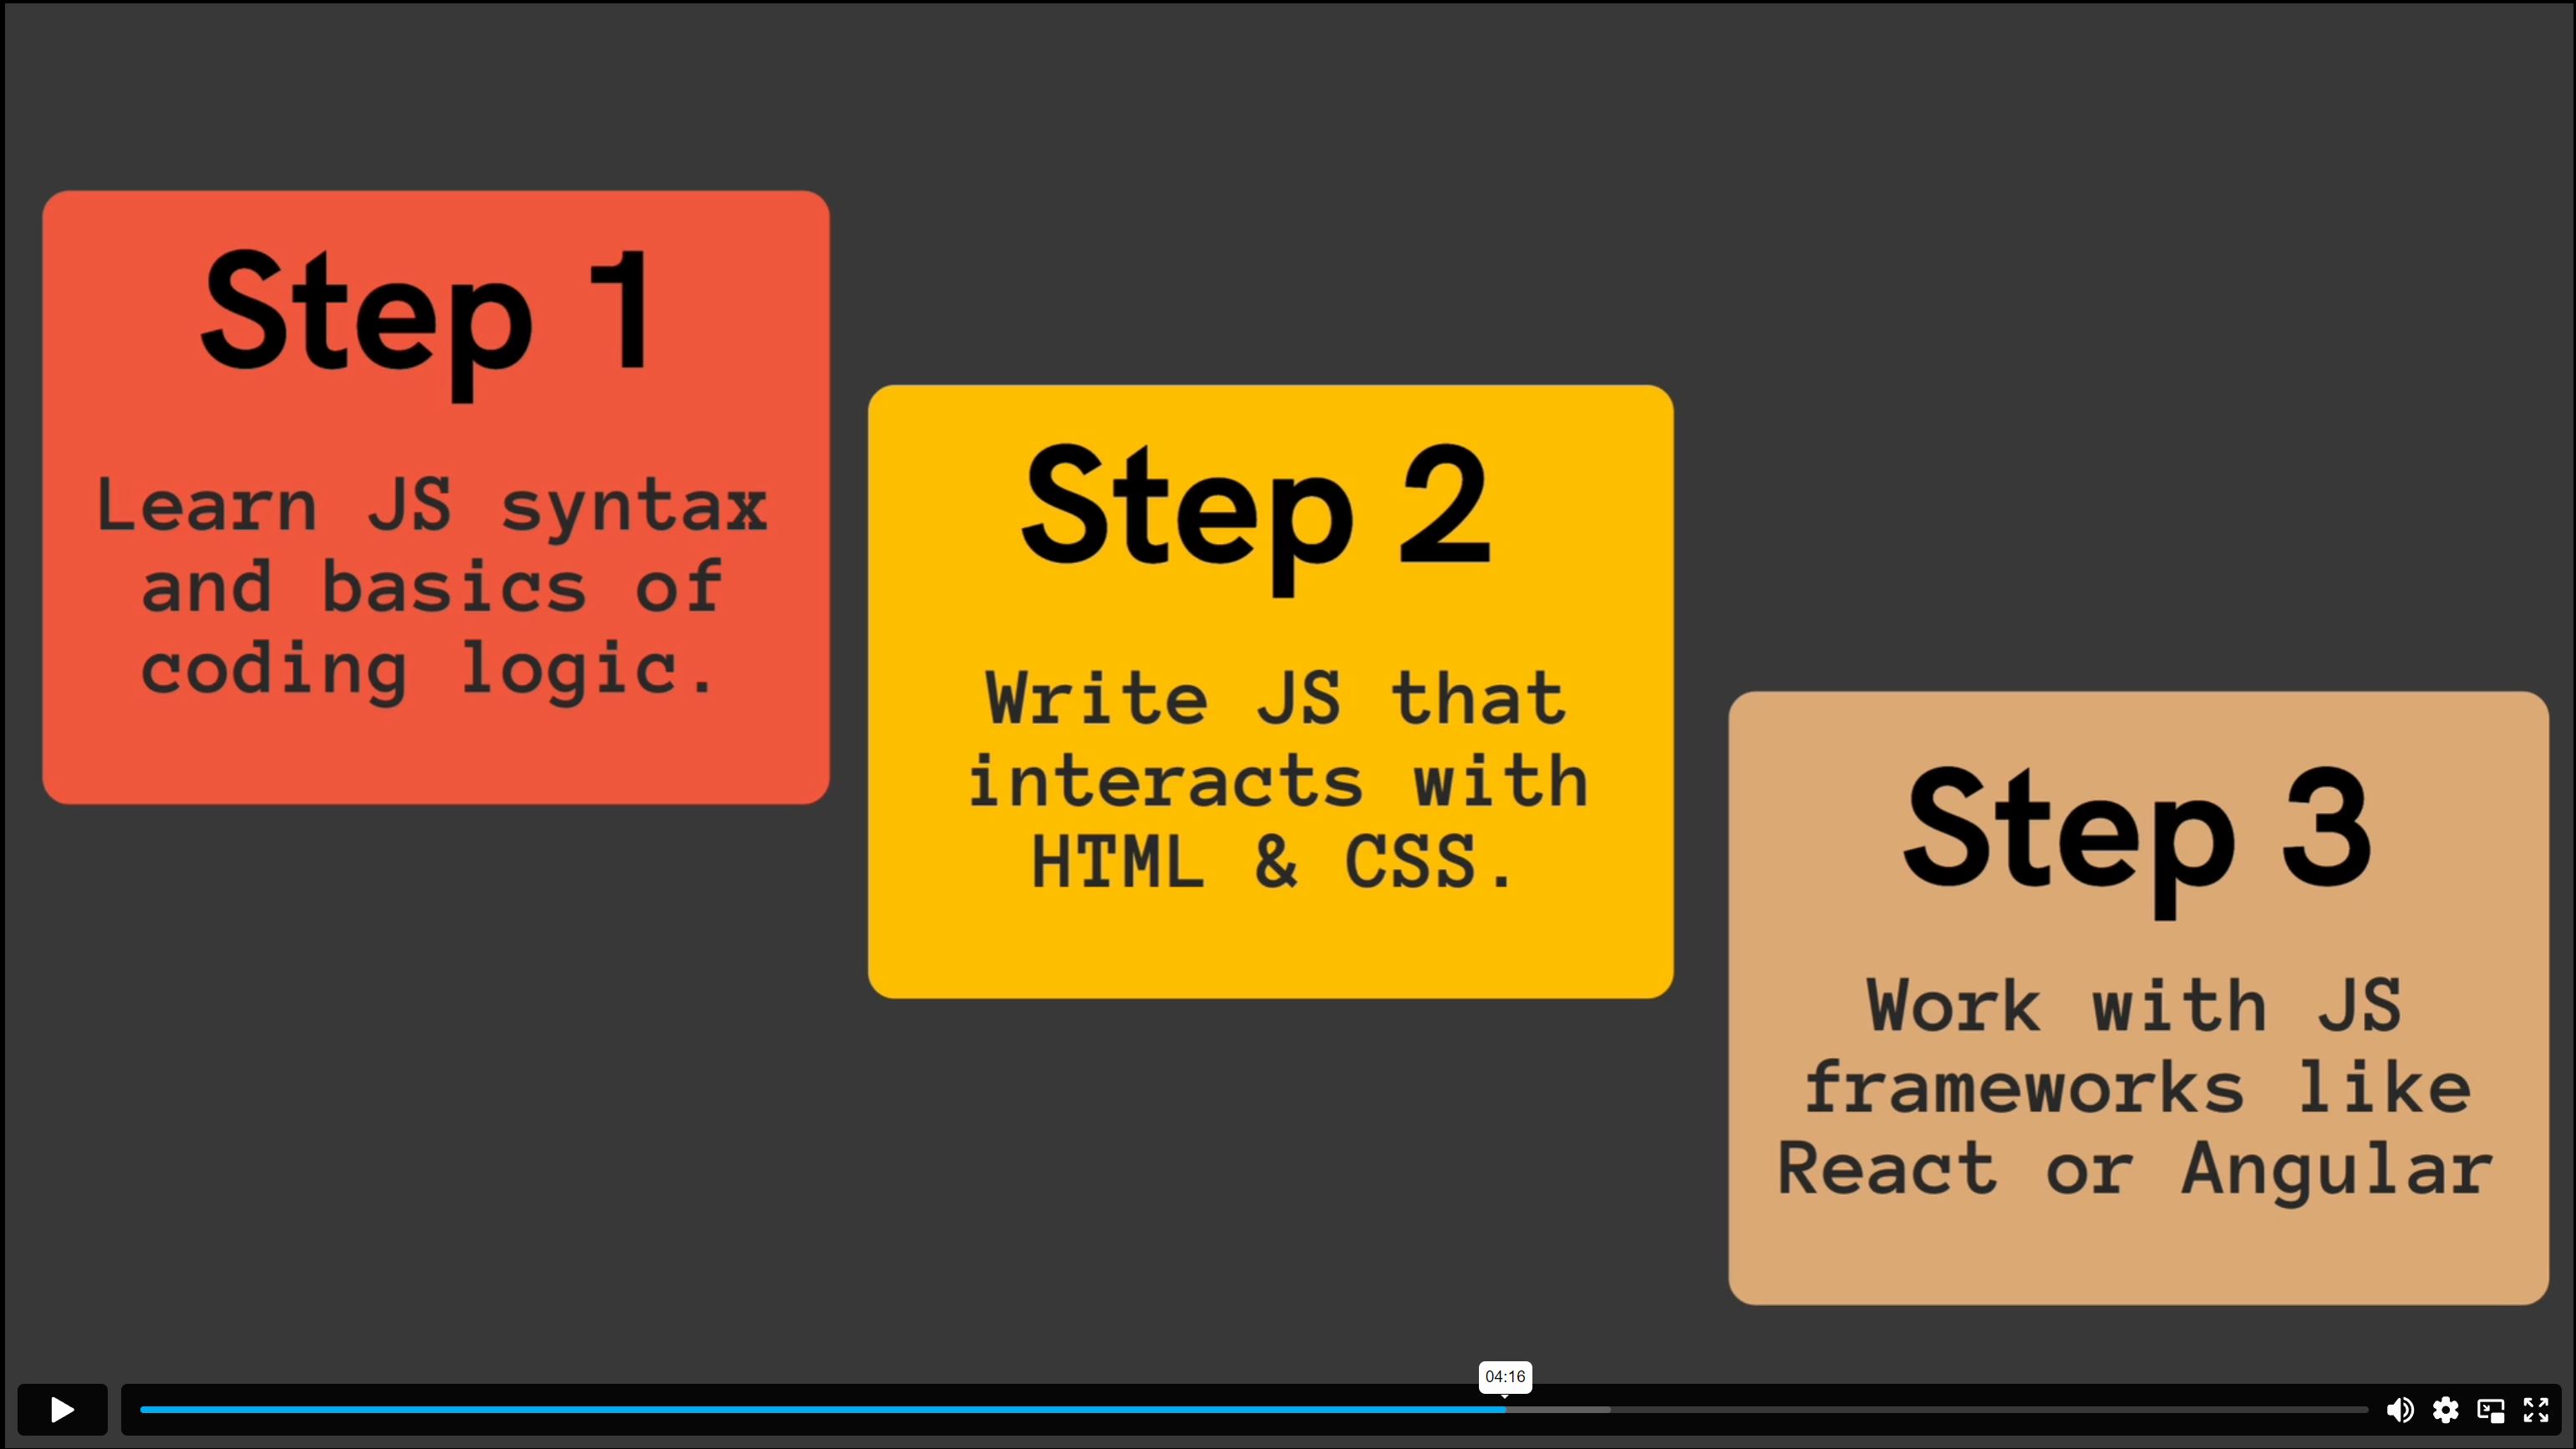 Step 1
Learn JS syntax
and basics of
coding logic.
Step 2
Write JS that
interacts with
HTML & CSS.
Step 3
Work with JS
frameworks like
React or Angular
04:16